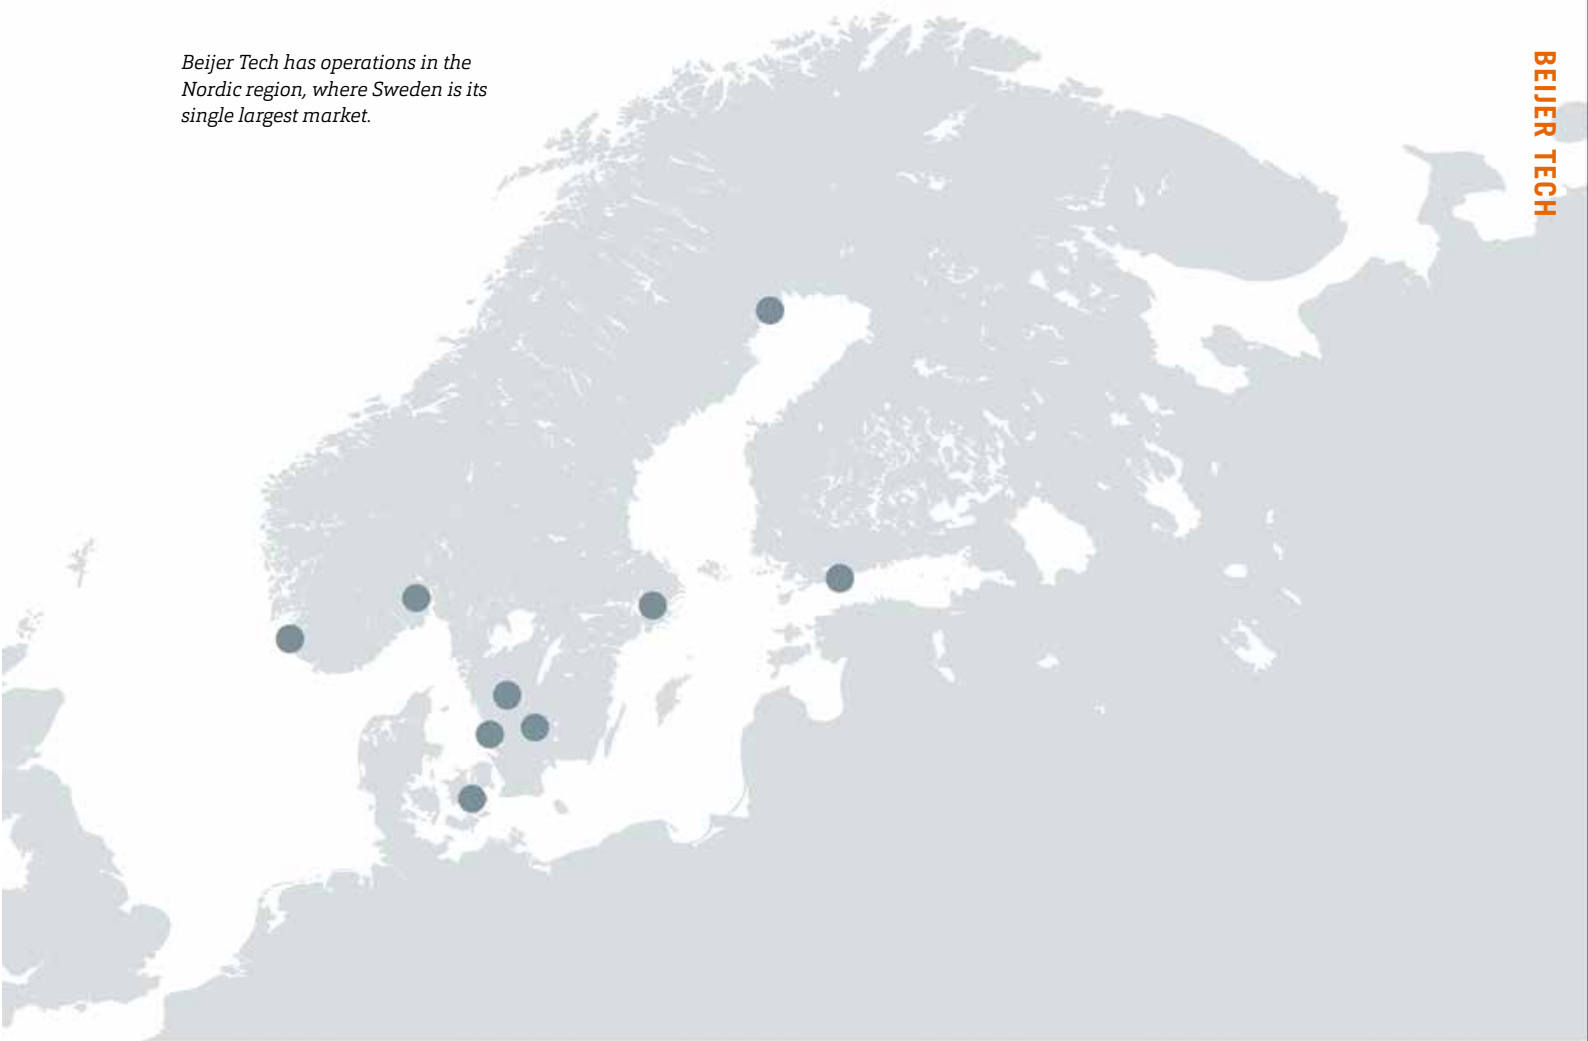 Beijer Tech has operations in the
Nordic region, where Sweden is its
single largest market.
BEIJER TECH